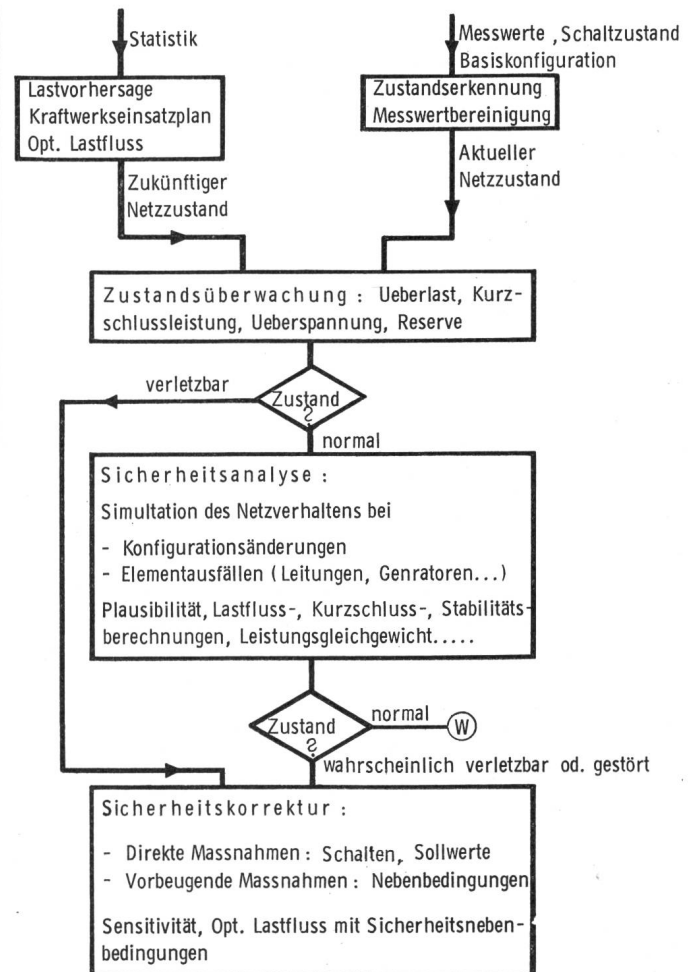 Statistik
Lastvorhersage
Kraftwerkseinsatzplan
Opt. Lastfluss
Zukünftiger
Netzzustand
Messwerte , Schaltzustand
Basiskonfiguration
Zustandserkennung
Messwertbereinigung
Aktueller
Netzzustand
Zustandsüberwachung : Ueberlast, Kurz-
schlussleistung, Ueberspannung, Reserve
verletzbar
Zustand
?
normal
Sicherheitsanalyse :
Simultation des Netzverhaltens bei
- Konfigurationsänderungen
- Elementausfällen ( Leitungen, Genratoren...)
Plausibilität, Lastfluss-, Kurzschluss-, Stabilitäts-
berechnungen, Leistungsgleichgewicht.....
Zustand
?
normal
W
wahrscheinlich verletzbar od. gestört
Sicherheitskorrektur :
- Direkte Massnahmen : Schalten, Sollwerte
- Vorbeugende Massnahmen : Nebenbedingungen
Sensitivität, Opt. Lastfluss mit Sicherheitsneben-
bedingungen